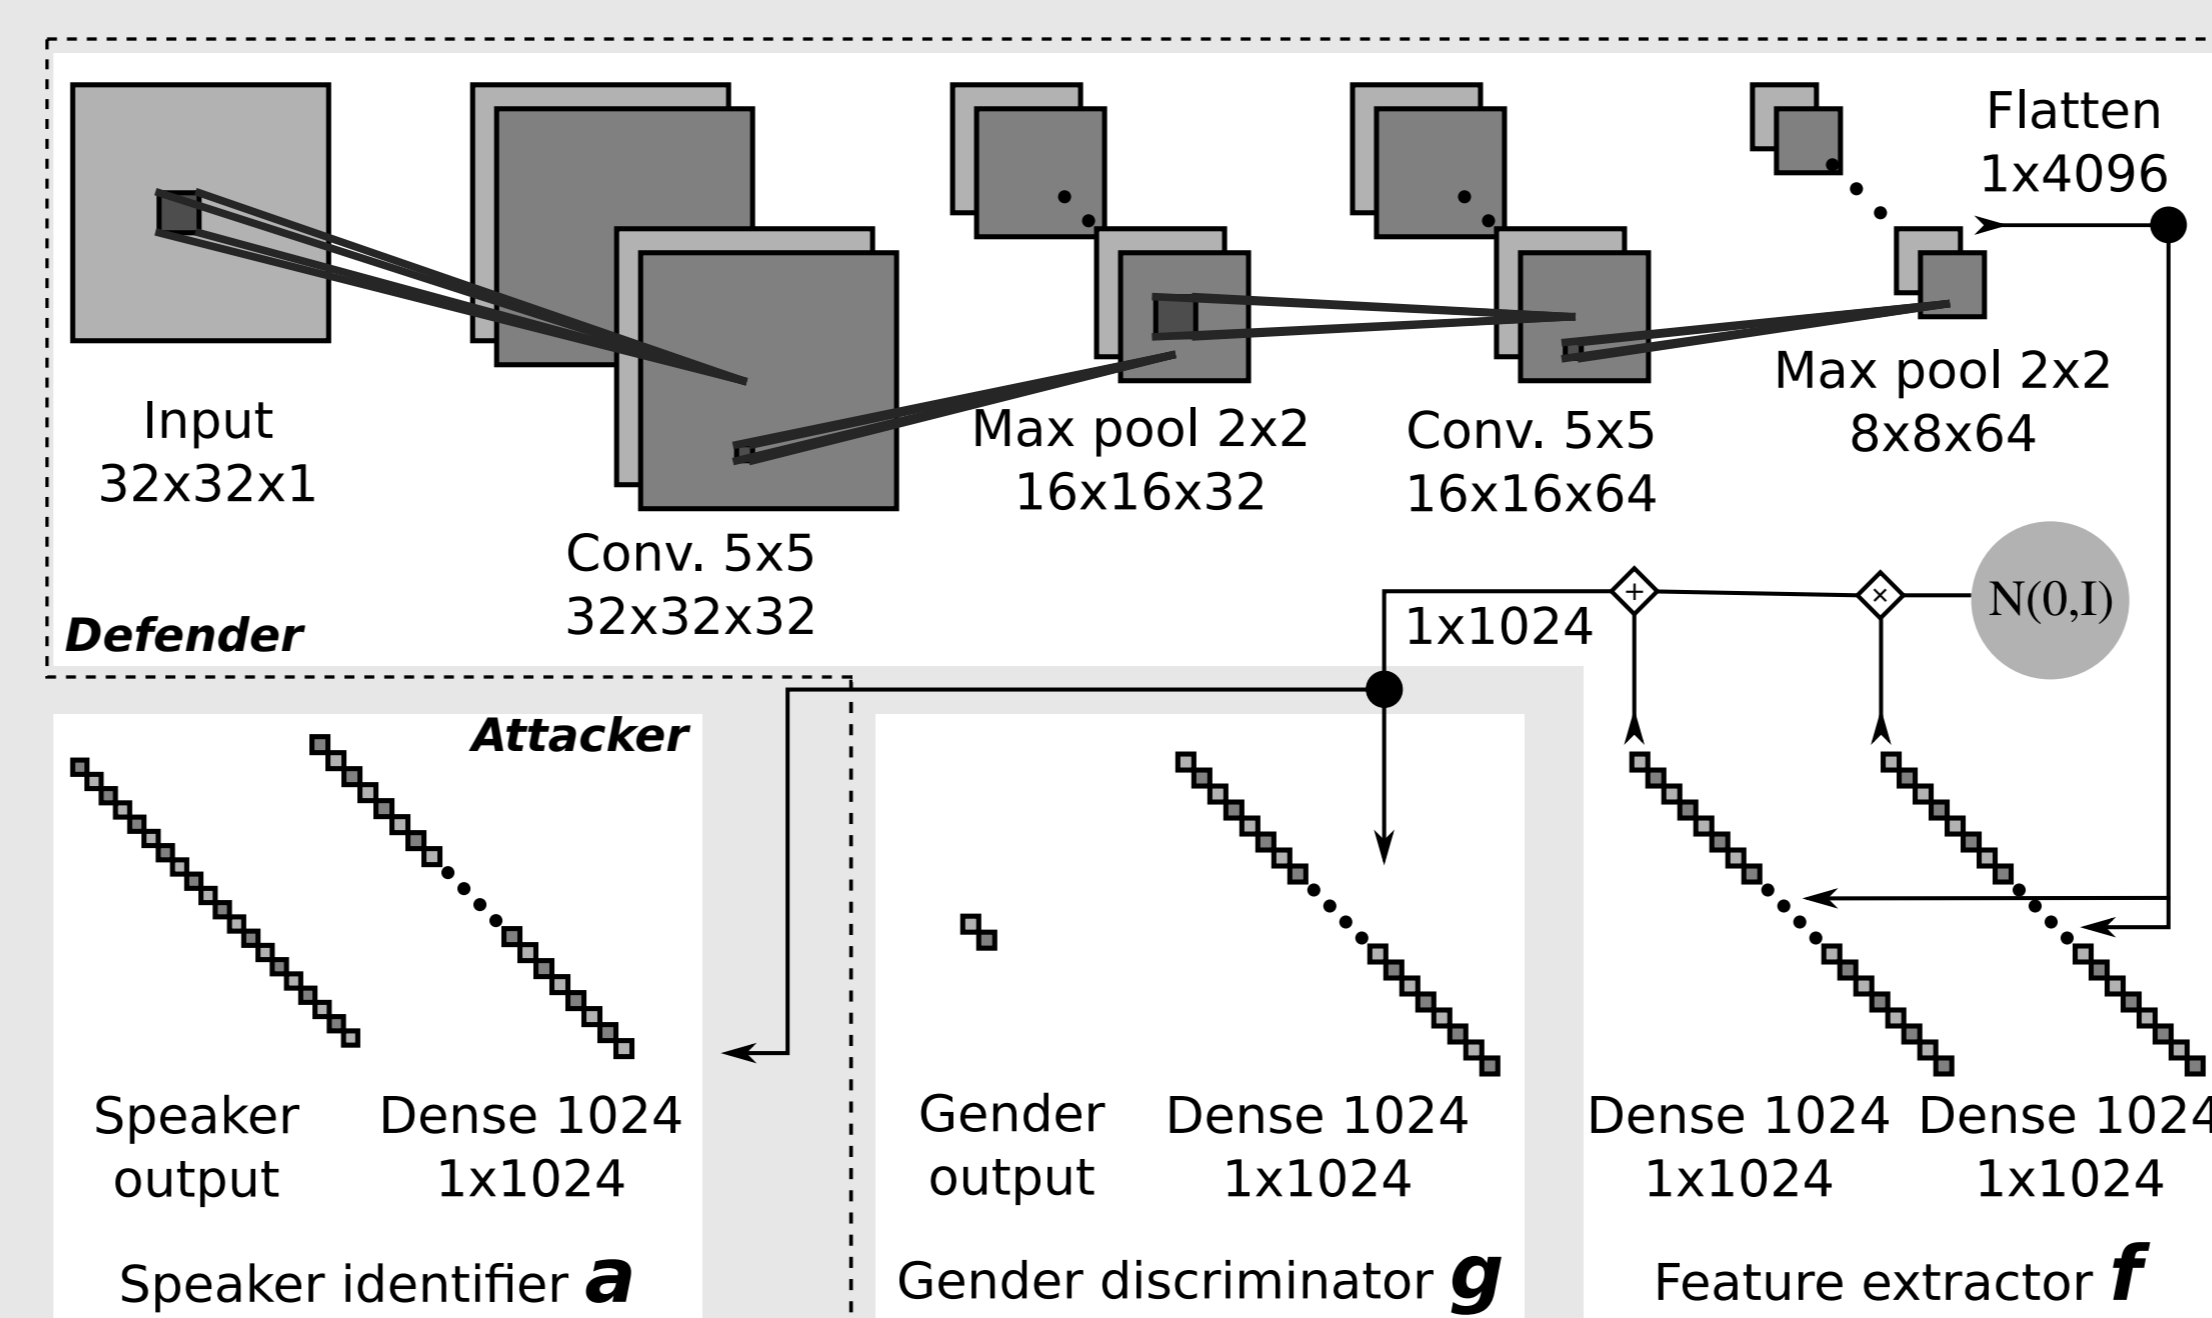 Flatten
1x4096
Input
32x32x1
Conv. 5x5
32x32x32
Max pool 2x2
16x16x32
Conv. 5x5
16x16x64
Max pool 2x2
8x8x64
Defender
1x1024
+
×
N(0,I)
Attacker
Speaker
output
Dense 1024
1x1024
Speaker identifier a
Gender
output
Dense 1024
1x1024
Gender discriminator g
Dense 1024
1x1024
Dense 1024
1x1024
Feature extractor f